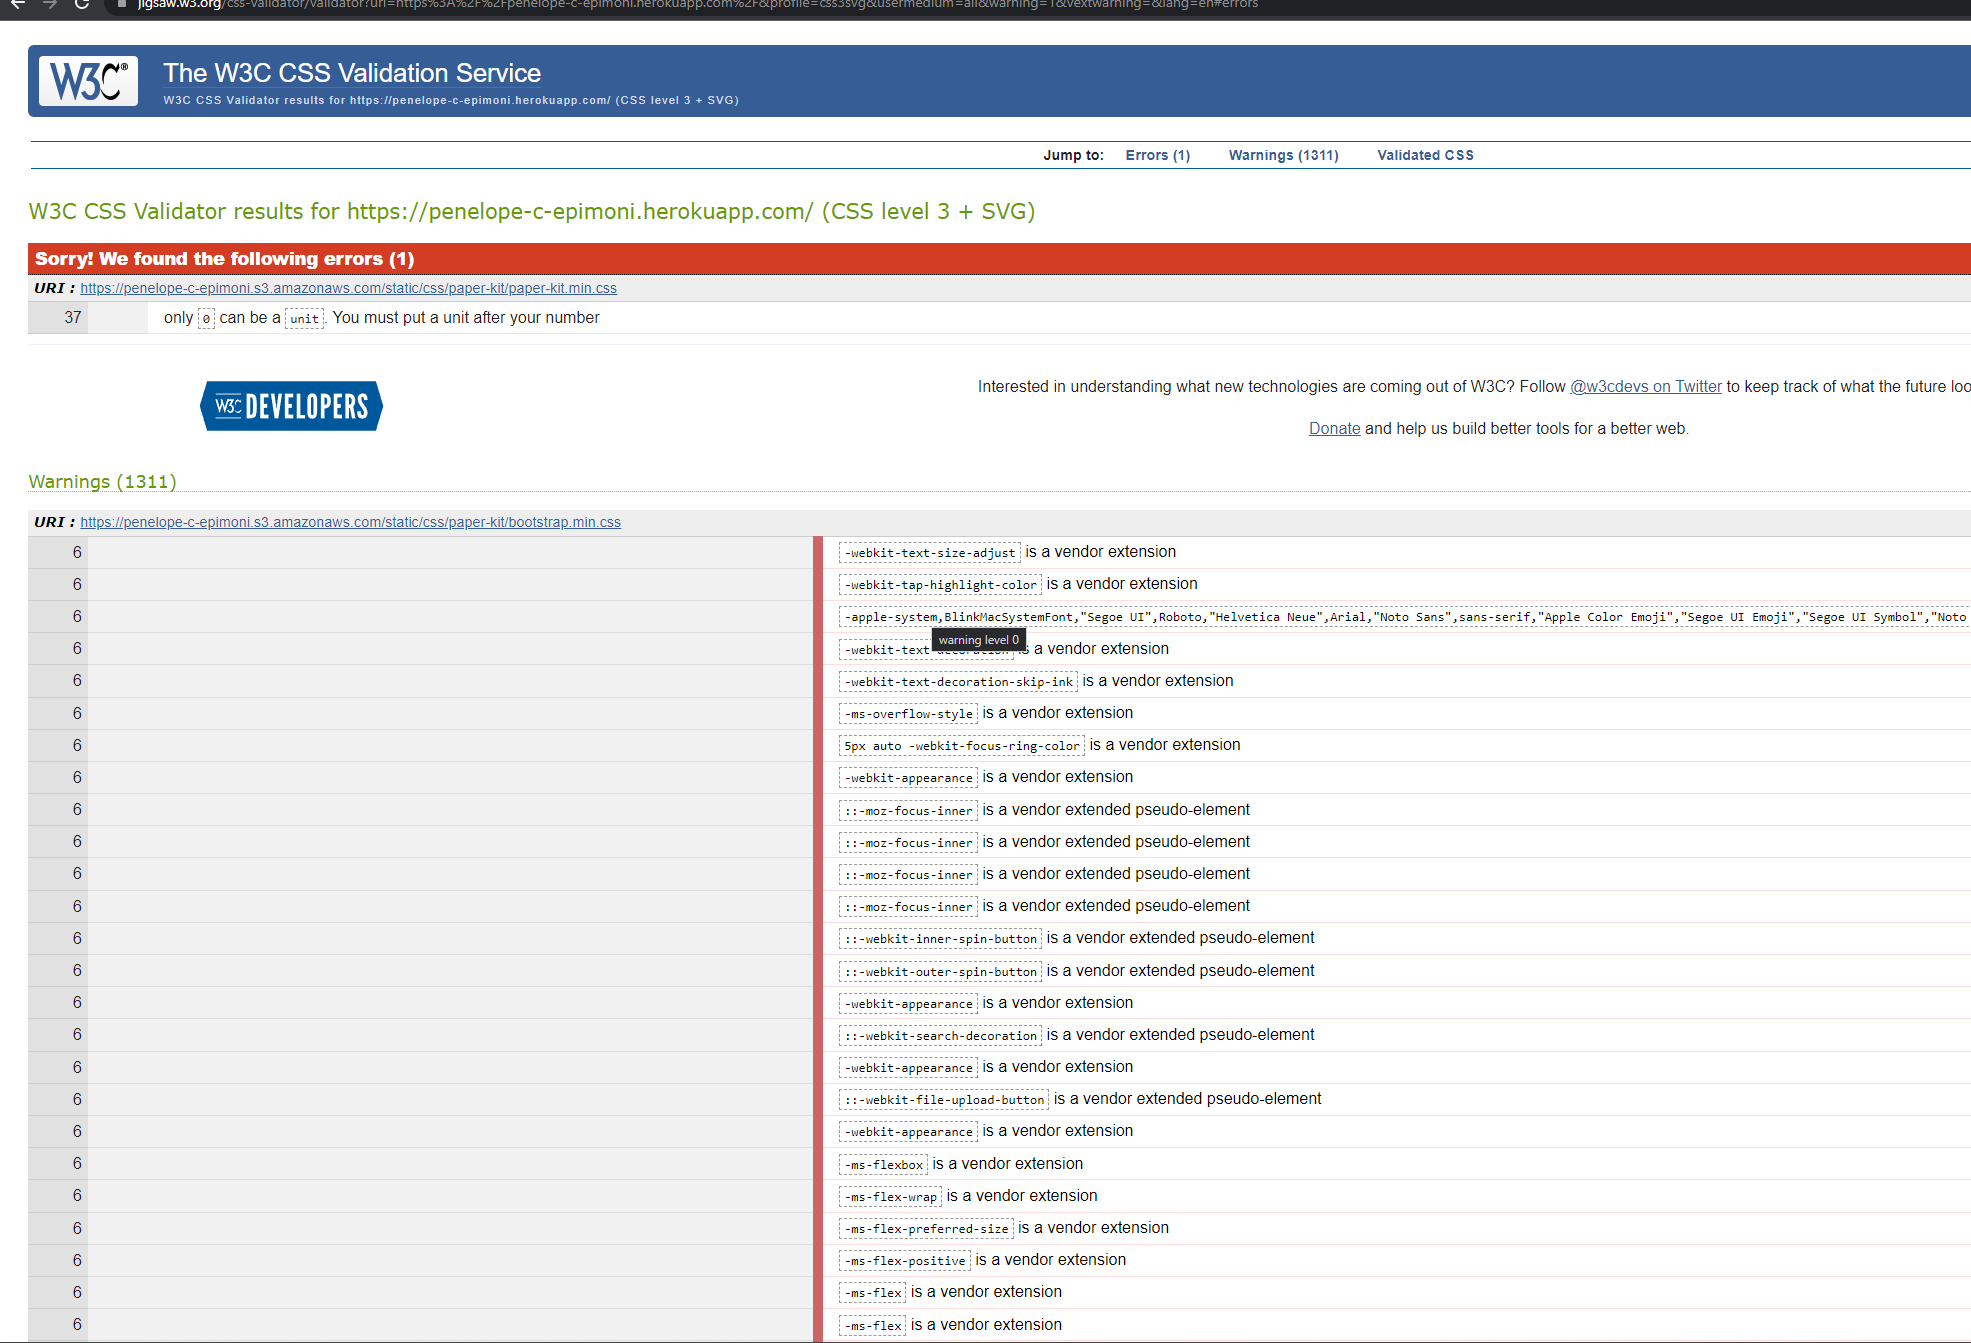 jigsaw.w3.org/css-validator/validator?uri=https%3A%2F%2Fpenelope-c-epimoni.herokuapp.com%2F&profile=css3svg&usermedium=all&warning=1&vextwarning=&lang=en#errors
W3C®
The W3C CSS Validation Service
W3C CSS Validator results for https://penelope-c-epimoni.herokuapp.com/ (CSS level 3 + SVG)
Jump to: Errors (1) Warnings (1311) Validated CSS
W3C CSS Validator results for https://penelope-c-epimoni.herokuapp.com/ (CSS level 3 + SVG)
Sorry! We found the following errors (1)
URI : https://penelope-c-epimoni.s3.amazonaws.com/static/css/paper-kit/paper-kit.min.css
37 only 0 can be a unit. You must put a unit after your number
W3C DEVELOPERS
Interested in understanding what new technologies are coming out of W3C? Follow @w3cdevs on Twitter to keep track of what the future loo
Donate and help us build better tools for a better web.
Warnings (1311)
URI : https://penelope-c-epimoni.s3.amazonaws.com/static/css/paper-kit/bootstrap.min.css
6 -webkit-text-size-adjust is a vendor extension
6 -webkit-tap-highlight-color is a vendor extension
6 -apple-system,BlinkMacSystemFont,"Segoe UI",Roboto,"Helvetica Neue",Arial,"Noto Sans",sans-serif,"Apple Color Emoji","Segoe UI Emoji","Segoe UI Symbol","Noto
warning level 0
6 -webkit-text-decoration is a vendor extension
6 -webkit-text-decoration-skip-ink is a vendor extension
6 -ms-overflow-style is a vendor extension
6 5px auto -webkit-focus-ring-color is a vendor extension
6 -webkit-appearance is a vendor extension
6 ::-moz-focus-inner is a vendor extended pseudo-element
6 ::-moz-focus-inner is a vendor extended pseudo-element
6 ::-moz-focus-inner is a vendor extended pseudo-element
6 ::-moz-focus-inner is a vendor extended pseudo-element
6 ::-webkit-inner-spin-button is a vendor extended pseudo-element
6 ::-webkit-outer-spin-button is a vendor extended pseudo-element
6 -webkit-appearance is a vendor extension
6 ::-webkit-search-decoration is a vendor extended pseudo-element
6 -webkit-appearance is a vendor extension
6 ::-webkit-file-upload-button is a vendor extended pseudo-element
6 -webkit-appearance is a vendor extension
6 -ms-flexbox is a vendor extension
6 -ms-flex-wrap is a vendor extension
6 -ms-flex-preferred-size is a vendor extension
6 -ms-flex-positive is a vendor extension
6 -ms-flex is a vendor extension
6 -ms-flex is a vendor extension